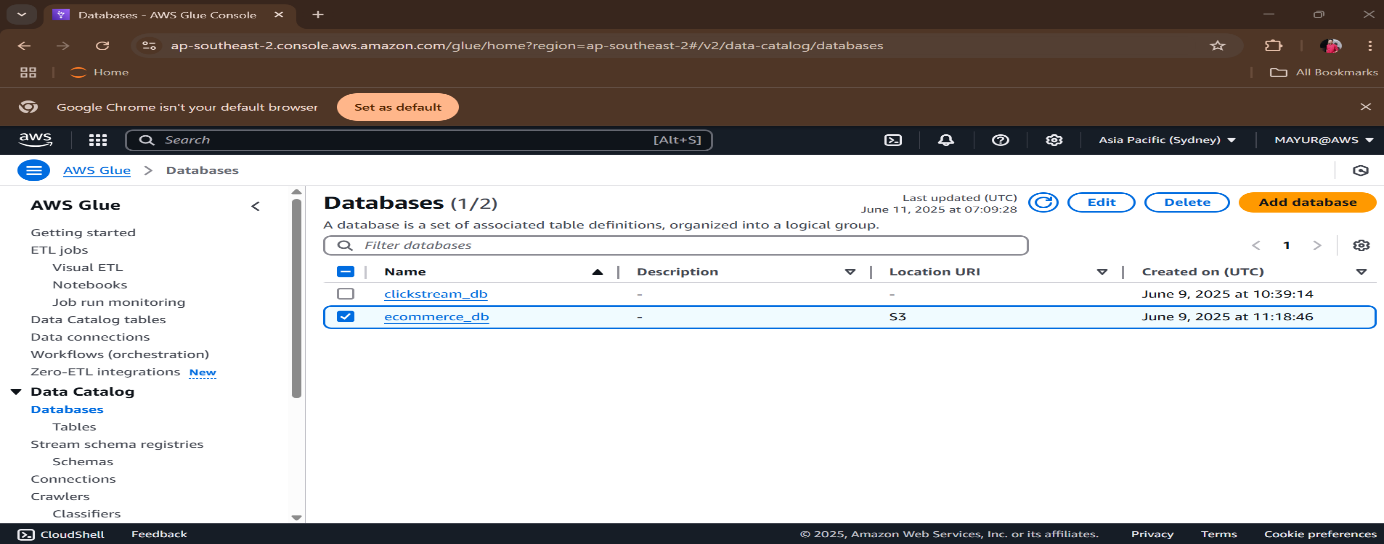 Databases - AWS Glue Console
ap-southeast-2.console.aws.amazon.com/glue/home?region=ap-southeast-2#/v2/data-catalog/databases
Home
All Bookmarks
Google Chrome isn't your default browser Set as default
aws Search [Alt+S] Asia Pacific (Sydney) MAYUR@AWS
AWS Glue > Databases
AWS Glue
Getting started
ETL jobs
Visual ETL
Notebooks
Job run monitoring
Data Catalog tables
Data connections
Workflows (orchestration)
Zero-ETL integrations New
Data Catalog
Databases
Tables
Stream schema registries
Schemas
Connections
Crawlers
Classifiers
Databases (1/2)
Last updated (UTC)
June 11, 2025 at 07:09:28
Edit Delete Add database
A database is a set of associated table definitions, organized into a logical group.
Filter databases
1
Name Description Location URI Created on (UTC)
clickstream_db - - June 9, 2025 at 10:39:14
ecommerce_db - S3 June 9, 2025 at 11:18:46
CloudShell Feedback © 2025, Amazon Web Services, Inc. or its affiliates. Privacy Terms Cookie preferences